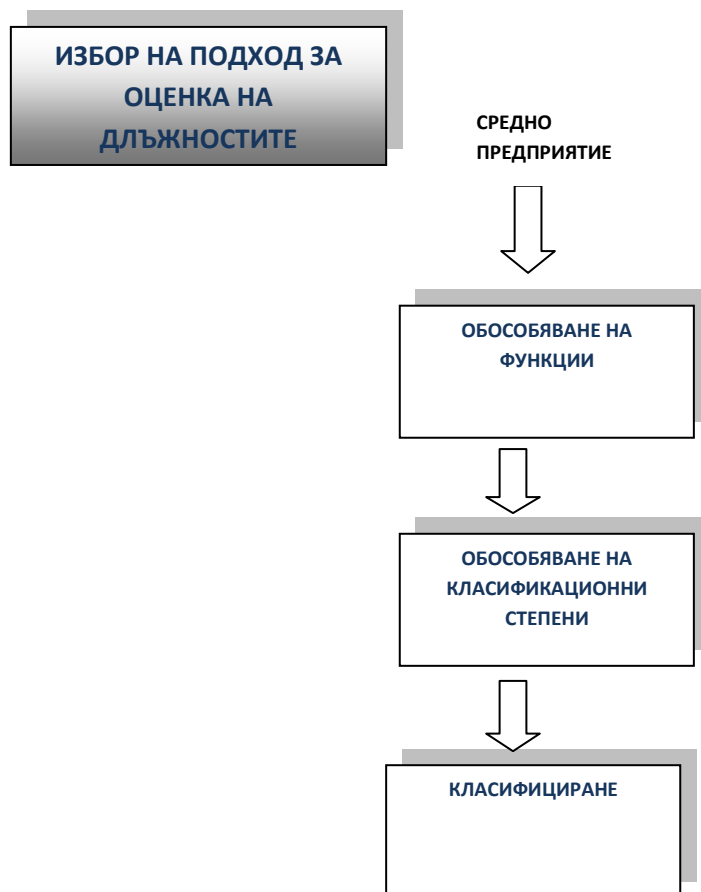 ИЗБОР НА ПОДХОД ЗА
ОЦЕНКА НА
ДЛЪЖНОСТИТЕ
СРЕДНО
ПРЕДПРИЯТИЕ
ОБОСОБЯВАНЕ НА
ФУНКЦИИ
ОБОСОБЯВАНЕ НА
КЛАСИФИКАЦИОННИ
СТЕПЕНИ
КЛАСИФИЦИРАНЕ